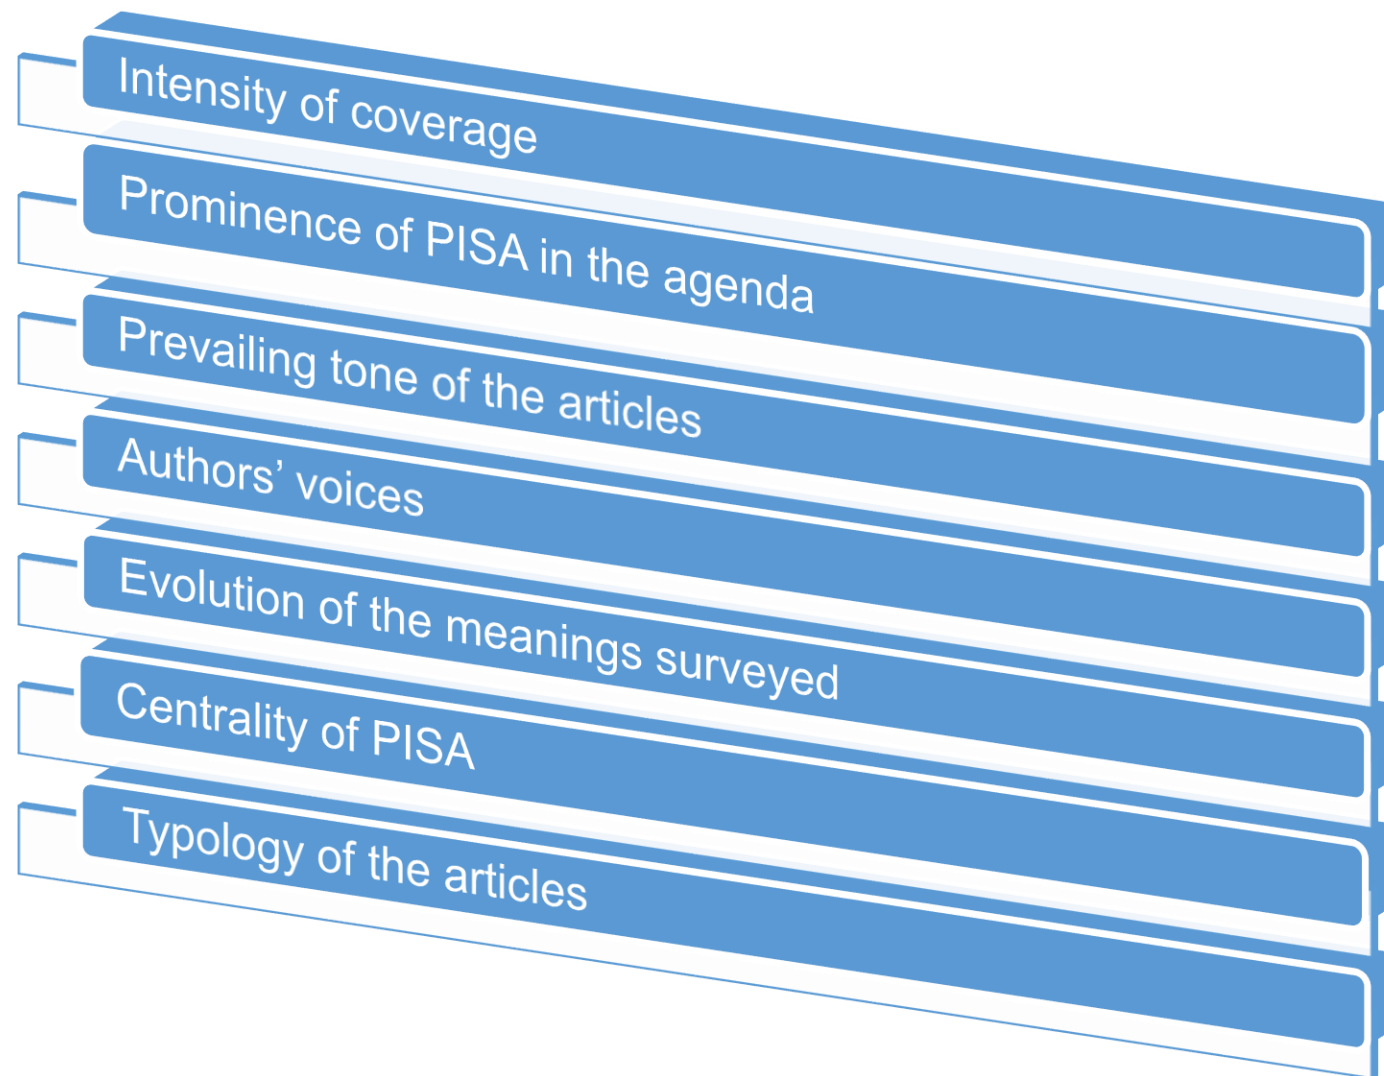 Intensity of coverage
Prominence of PISA in the agenda
Prevailing tone of the articles
Authors’ voices
Evolution of the meanings surveyed
Centrality of PISA
Typology of the articles